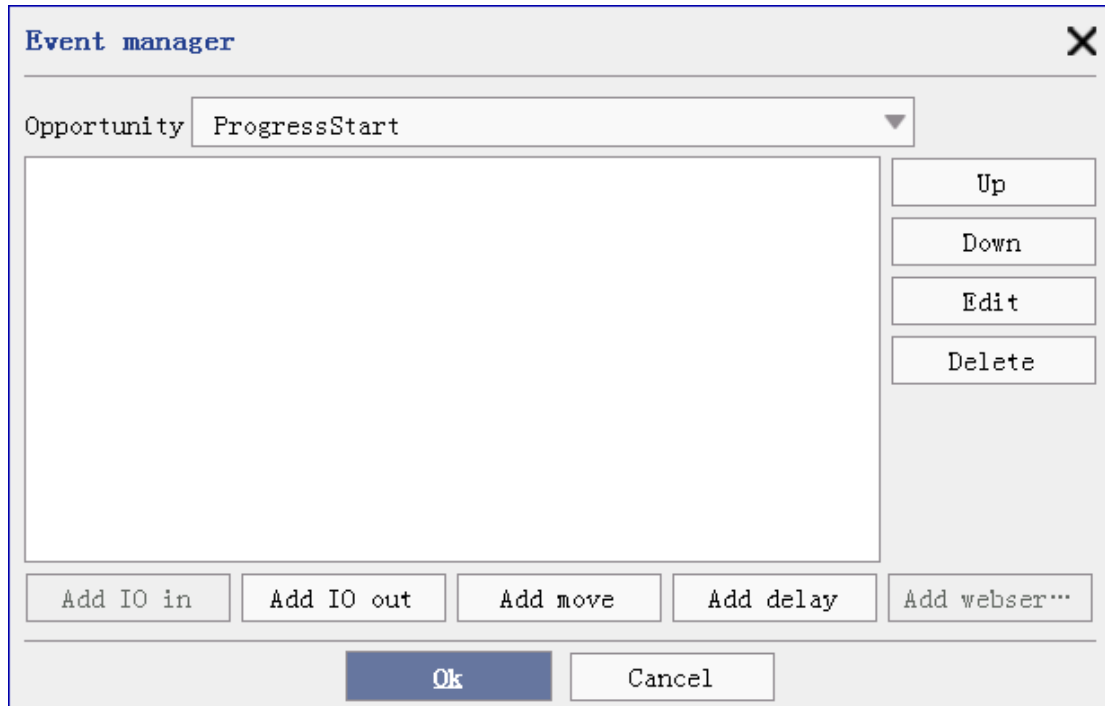 Event manager
Opportunity ProgressStart
Up
Down
Edit
Delete
Add IO in Add IO out Add move Add delay Add webser…
Ok Cancel